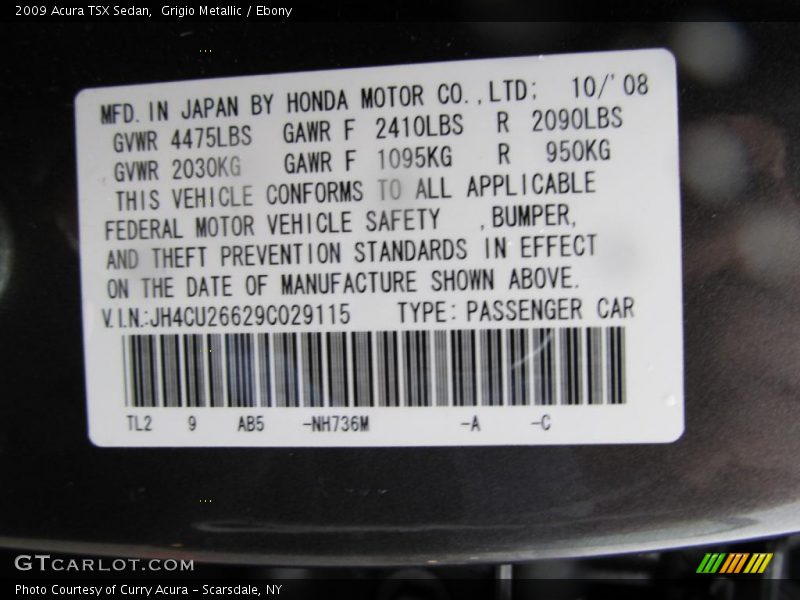 2009 Acura TSX Sedan,  Grigio Metallic / Ebony
MFD. IN JAPAN BY HONDA MOTOR CO.,LTD; 10/'08
GVWR 4475LBS GAWR F 2410LBS R 2090LBS
GVWR 2030KG GAWR F 1095KG R 950KG
THIS VEHICLE CONFORMS TO ALL APPLICABLE
FEDERAL MOTOR VEHICLE SAFETY ,BUMPER,
AND THEFT PREVENTION STANDARDS IN EFFECT
ON THE DATE OF MANUFACTURE SHOWN ABOVE.
V.I.N.:JH4CU26629C029115 TYPE: PASSENGER CAR
TL2 9 AB5 -NH736M -A -C
GTCARLOT.COM
Photo Courtesy of Curry Acura - Scarsdale, NY